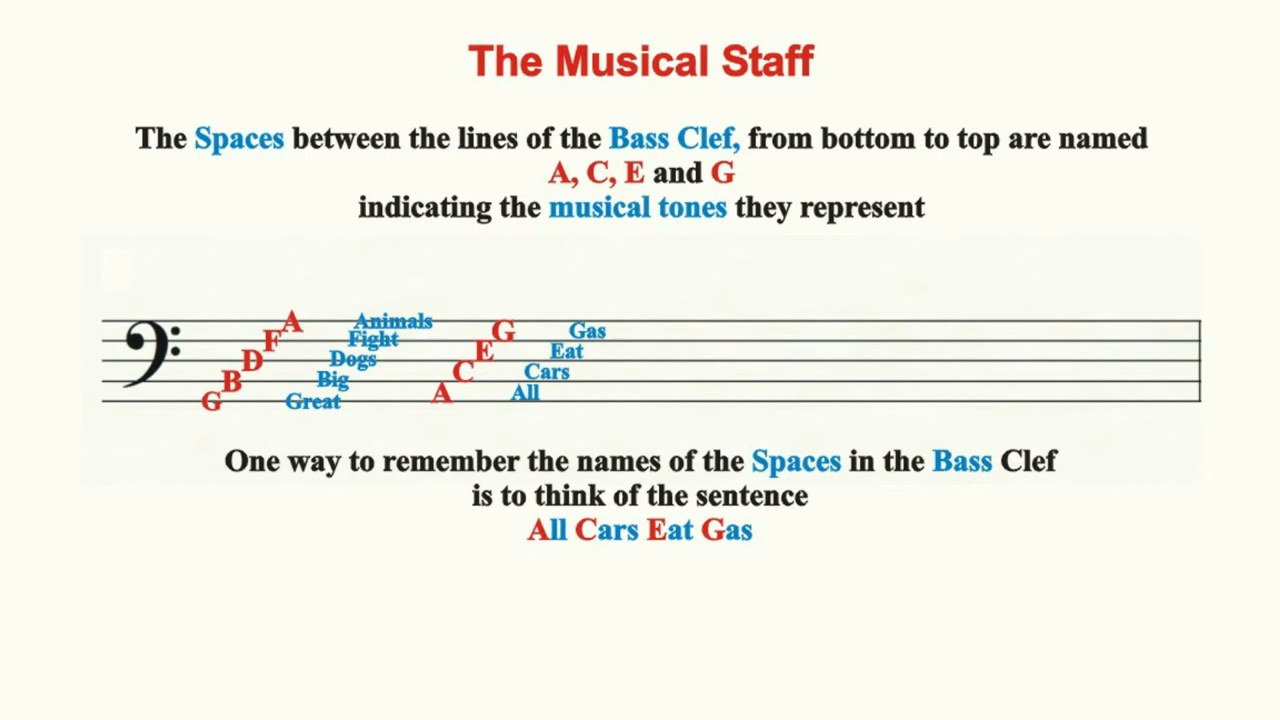 The Musical Staff
The Spaces between the lines of the Bass Clef, from bottom to top are named
A, C, E and G
indicating the musical tones they represent
A Animals G Gas
F Fight E Eat
D Dogs C Cars
B Big A All
G Great
One way to remember the names of the Spaces in the Bass Clef
is to think of the sentence
All Cars Eat Gas